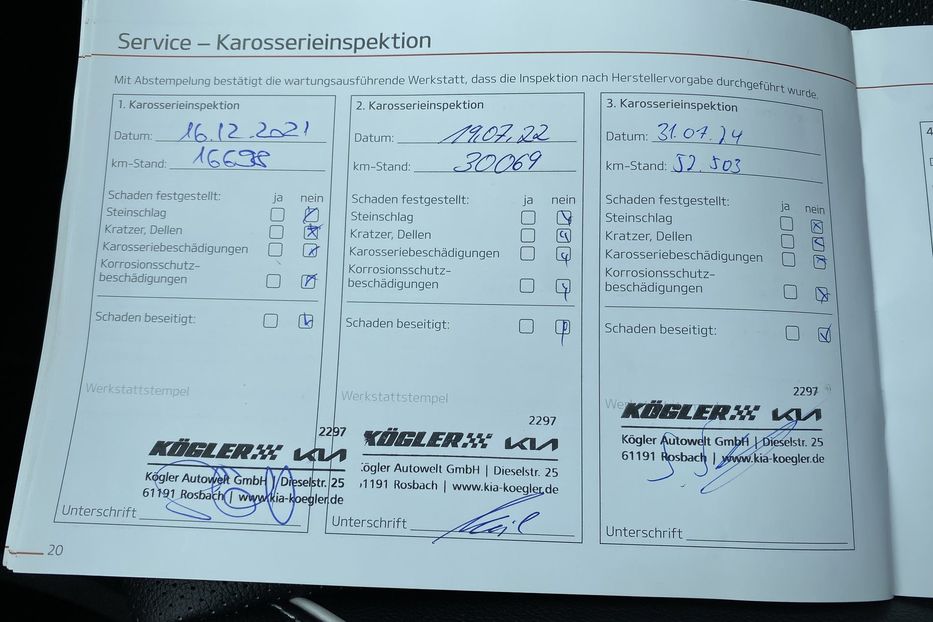 Service – Karosserieinspektion
Mit Abstempelung bestätigt die wartungsausführende Werkstatt, dass die Inspektion nach Herstellervorgabe durchgeführt wurde.
1. Karosserieinspektion
Datum: 16.12.2021
km-Stand: 16698
Schaden festgestellt: ja nein
Steinschlag
Kratzer, Dellen
Karosseriebeschädigungen
Korrosionsschutz-
beschädigungen
Schaden beseitigt:
Werkstattstempel
2297
KÖGLER KIA
Kögler Autowelt GmbH | Dieselstr. 25
61191 Rosbach | www.kia-koegler.de
Unterschrift
2. Karosserieinspektion
Datum: 19.07.22
km-Stand: 30069
Schaden festgestellt: ja nein
Steinschlag
Kratzer, Dellen
Karosseriebeschädigungen
Korrosionsschutz-
beschädigungen
Schaden beseitigt:
Werkstattstempel
2297
KÖGLER KIA
ögler Autowelt GmbH | Dieselstr. 25
1191 Rosbach | www.kia-koegler.de
Unterschrift
3. Karosserieinspektion
Datum: 31.07.24
km-Stand: 52.503
Schaden festgestellt: ja nein
Steinschlag
Kratzer, Dellen
Karosseriebeschädigungen
Korrosionsschutz-
beschädigungen
Schaden beseitigt:
2297
KÖGLER KIA
Kögler Autowelt GmbH | Dieselstr. 25
61191 Rosbach | www.kia-koegler.de
Unterschrift
20
4